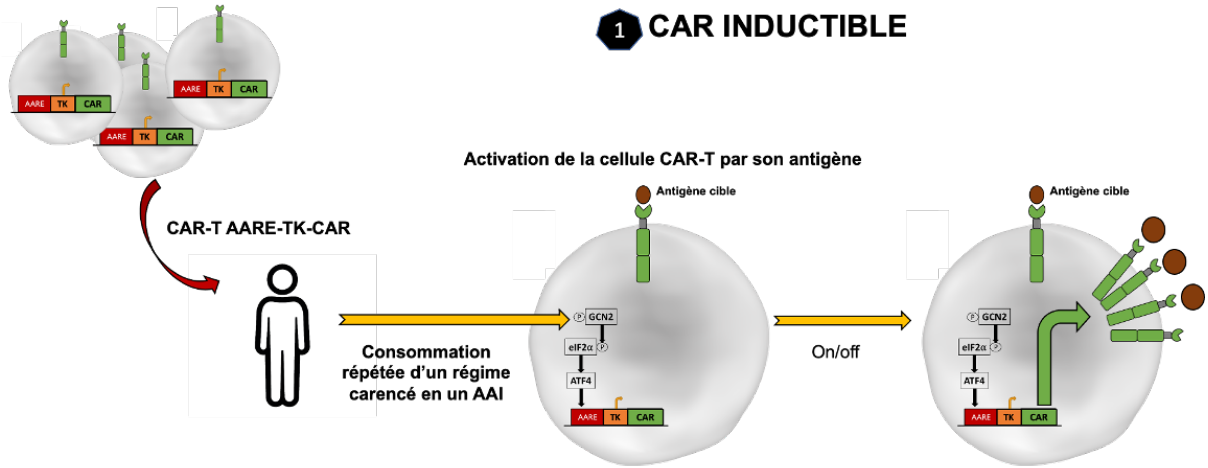 1 CAR INDUCTIBLE
AARE TK CAR
AARE TK CAR
AARE TK CAR
Activation de la cellule CAR-T par son antigène
Antigène cible
Antigène cible
CAR-T AARE-TK-CAR
P GCN2
eIF2α P
ATF4
AARE TK CAR
Consommation
répétée d'un régime
carencé en un AAI
On/off
P GCN2
eIF2α P
ATF4
AARE TK CAR